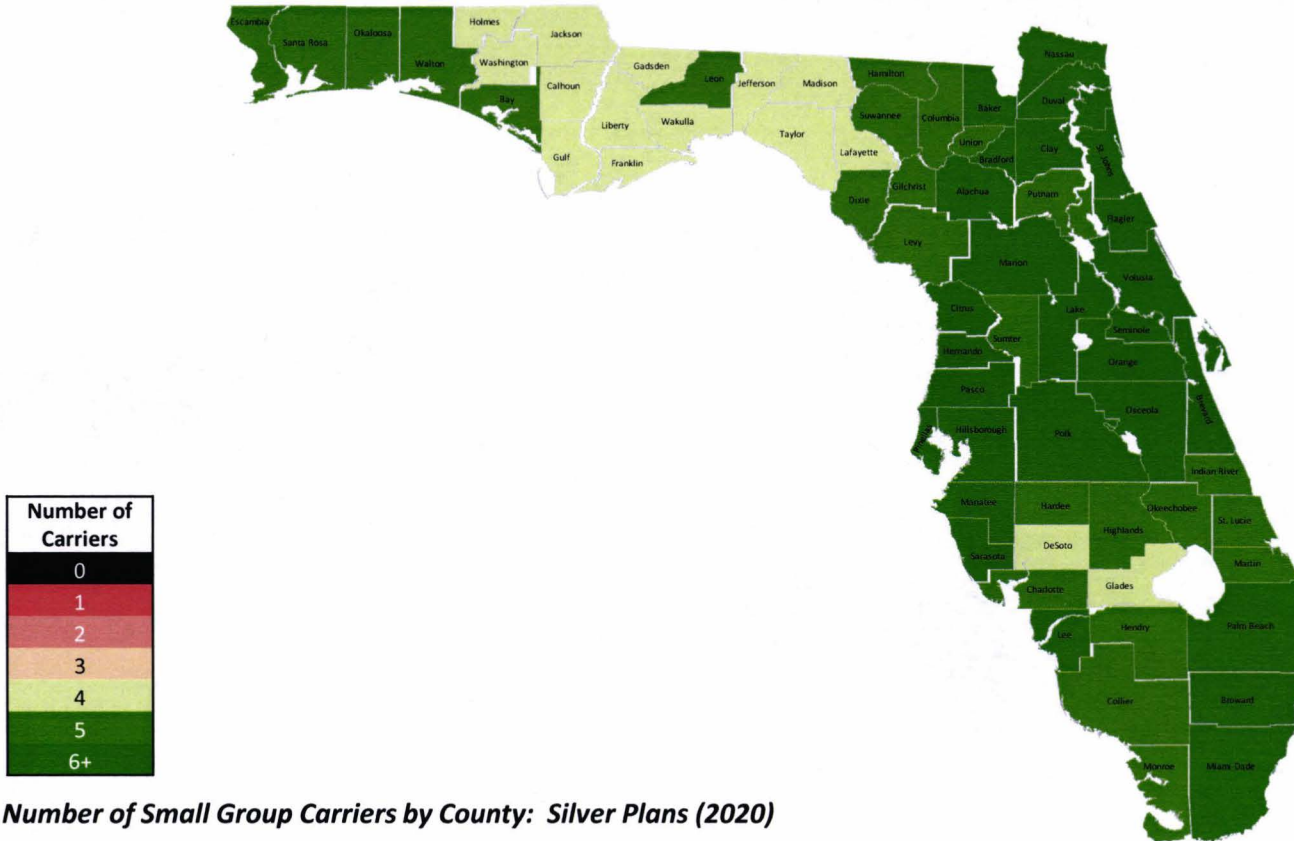 Escambia
Santa Rosa
Okaloosa
Walton
Holmes
Jackson
Washington
Bay
Calhoun
Gulf
Gadsden
Liberty
Franklin
Leon
Wakulla
Jefferson
Madison
Taylor
Lafayette
Hamilton
Suwannee
Columbia
Baker
Nassau
Duval
Union
Bradford
Clay
St. Johns
Dixie
Gilchrist
Alachua
Putnam
Flagler
Levy
Marion
Volusia
Citrus
Sumter
Lake
Seminole
Hernando
Orange
Pasco
Osceola
Brevard
Hillsborough
Polk
Indian River
Manatee
Hardee
Highlands
Okeechobee
St. Lucie
Sarasota
DeSoto
Martin
Charlotte
Glades
Lee
Hendry
Palm Beach
Collier
Broward
Monroe
Miami-Dade
Number of
Carriers
0
1
2
3
4
5
6+
Number of Small Group Carriers by County: Silver Plans (2020)